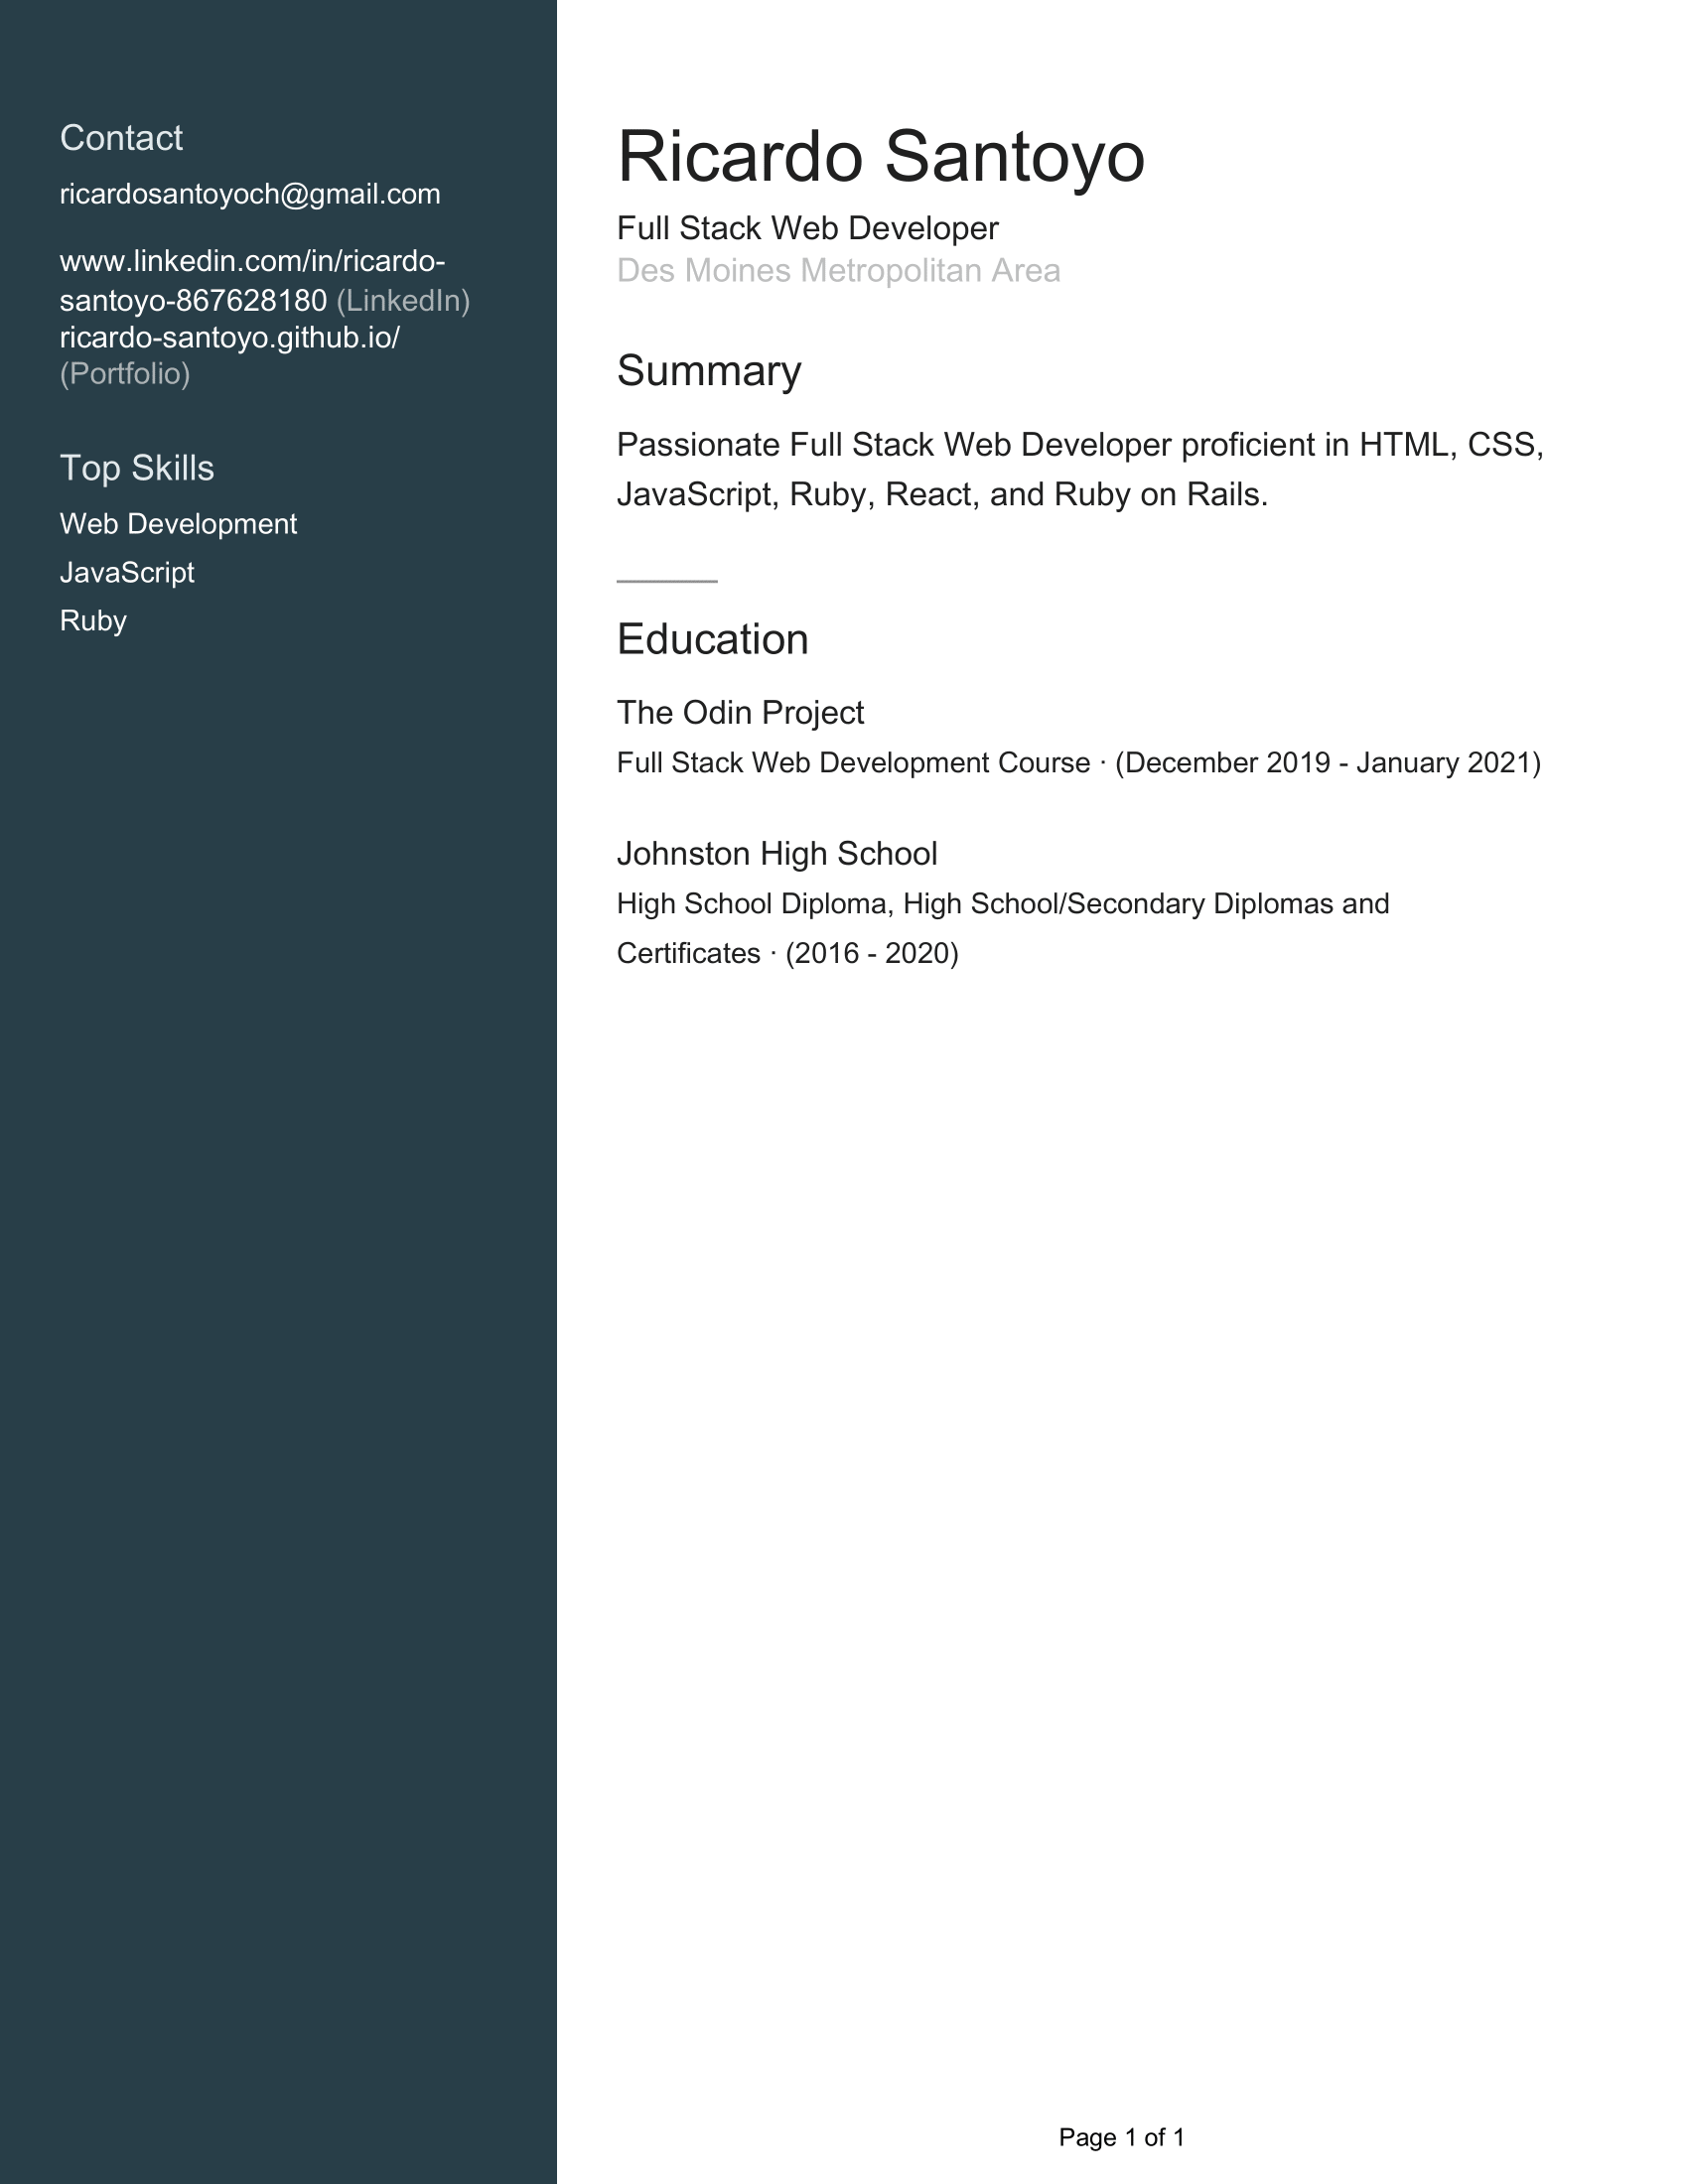 Contact
ricardosantoyoch@gmail.com
www.linkedin.com/in/ricardo-
santoyo-867628180 (LinkedIn)
ricardo-santoyo.github.io/
(Portfolio)
Top Skills
Web Development
JavaScript
Ruby
Ricardo Santoyo
Full Stack Web Developer
Des Moines Metropolitan Area
Summary
Passionate Full Stack Web Developer proficient in HTML, CSS,
JavaScript, Ruby, React, and Ruby on Rails.
Education
The Odin Project
Full Stack Web Development Course · (December 2019 - January 2021)
Johnston High School
High School Diploma, High School/Secondary Diplomas and
Certificates · (2016 - 2020)
Page 1 of 1